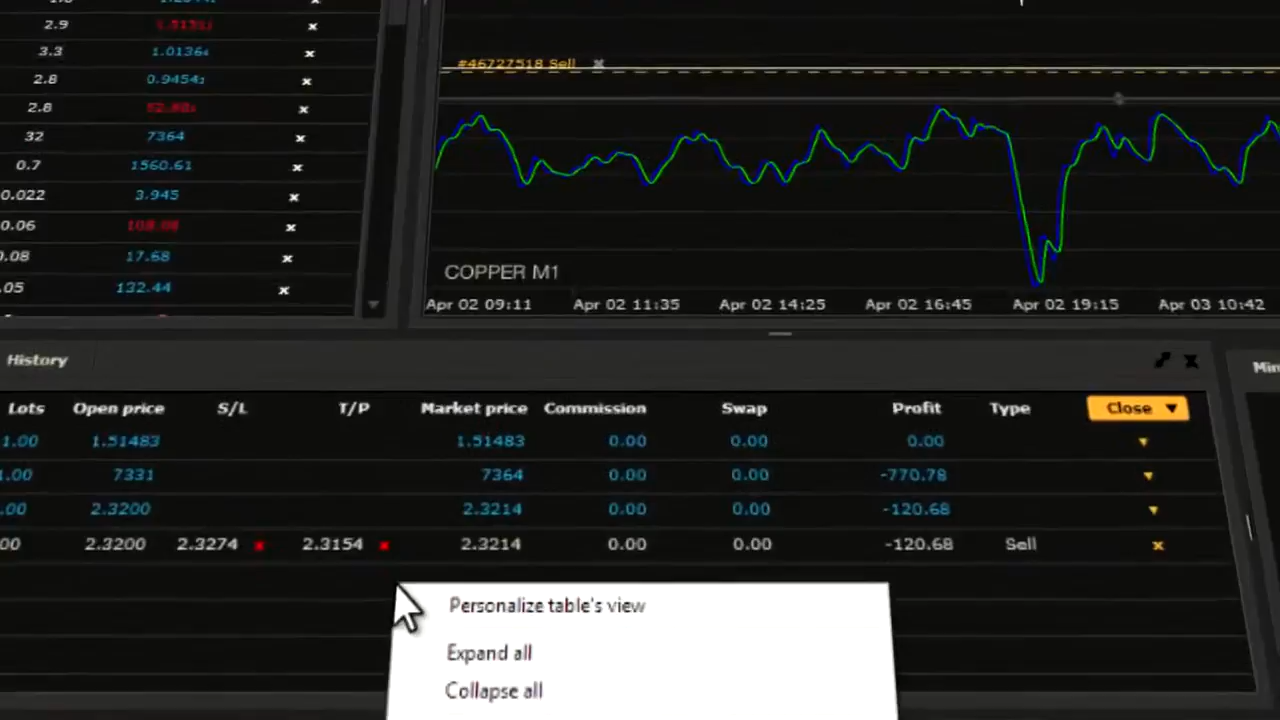 2.9
3.3 1.01364
2.8 0.94542
2.8
32 7364
0.7 1560.61
0.022 3.945
0.06 108.08
0.08 17.68
.05 132.44
#46727518 Sell
COPPER M1
Apr 02 09:11 Apr 02 11:35 Apr 02 14:25 Apr 02 16:45 Apr 02 19:15 Apr 03 10:42
History
Lots Open price S/L T/P Market price Commission Swap Profit Type Close
1.00 1.51483 1.51483 0.00 0.00 0.00
1.00 7331 7364 0.00 0.00 -770.78
.00 2.3200 2.3214 0.00 0.00 -120.68
00 2.3200 2.3274 2.3154 2.3214 0.00 0.00 -120.68 Sell
Personalize table's view
Expand all
Collapse all